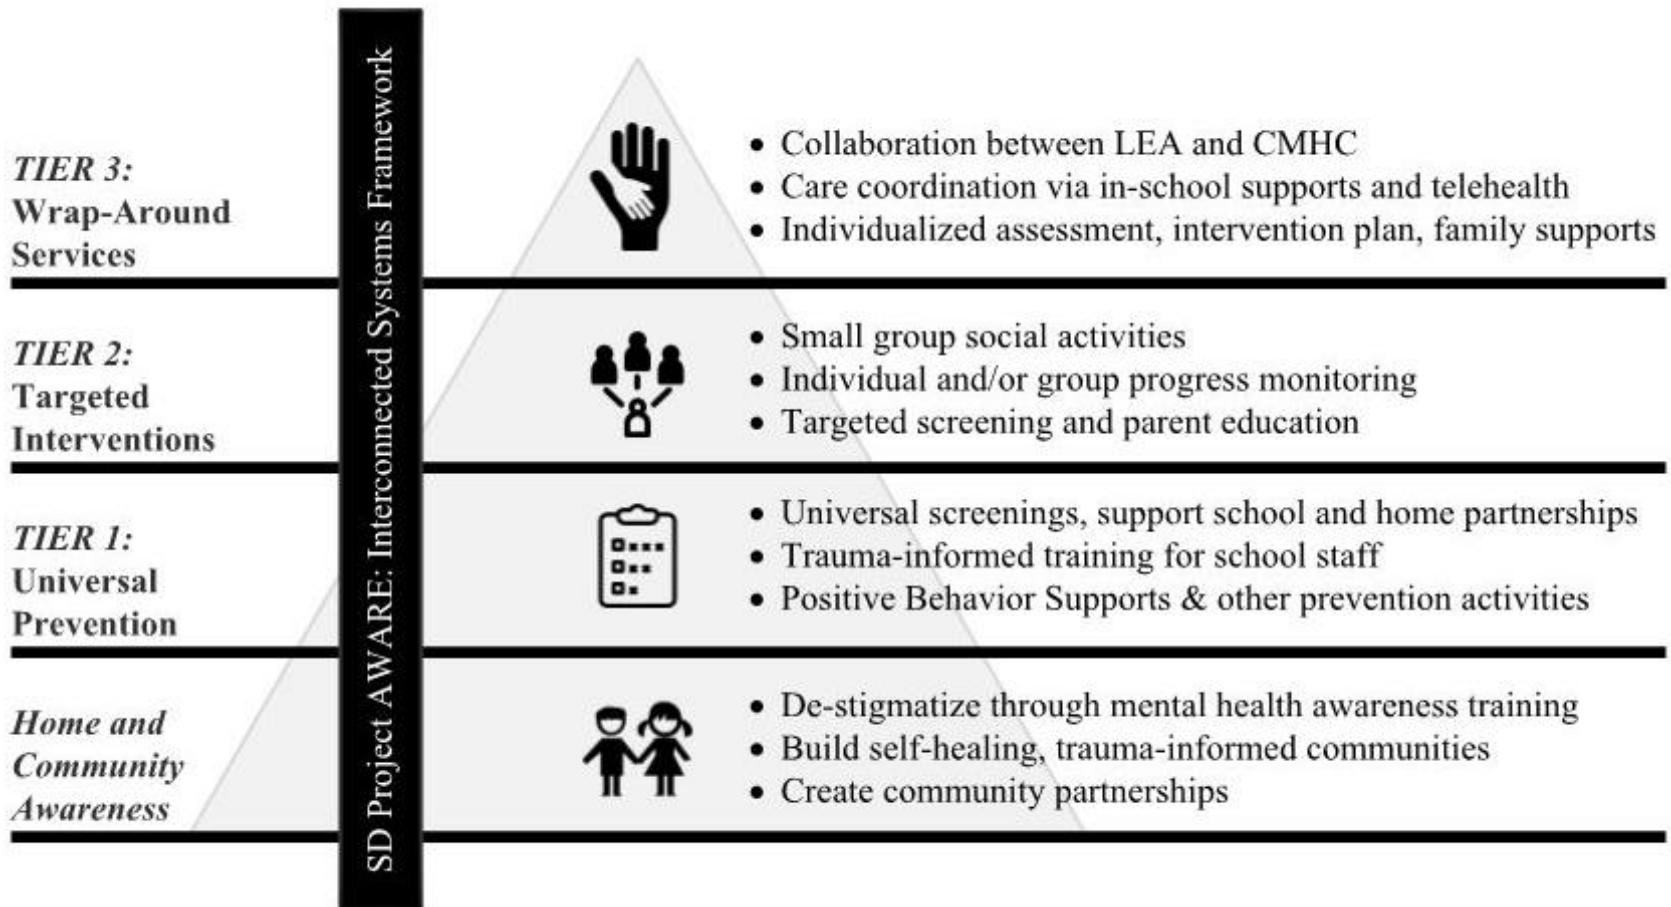 SD Project AWARE: Interconnected Systems Framework
TIER 3:
Wrap-Around
Services
• Collaboration between LEA and CMHC
• Care coordination via in-school supports and telehealth
• Individualized assessment, intervention plan, family supports
TIER 2:
Targeted
Interventions
• Small group social activities
• Individual and/or group progress monitoring
• Targeted screening and parent education
TIER 1:
Universal
Prevention
• Universal screenings, support school and home partnerships
• Trauma-informed training for school staff
• Positive Behavior Supports & other prevention activities
Home and
Community
Awareness
• De-stigmatize through mental health awareness training
• Build self-healing, trauma-informed communities
• Create community partnerships